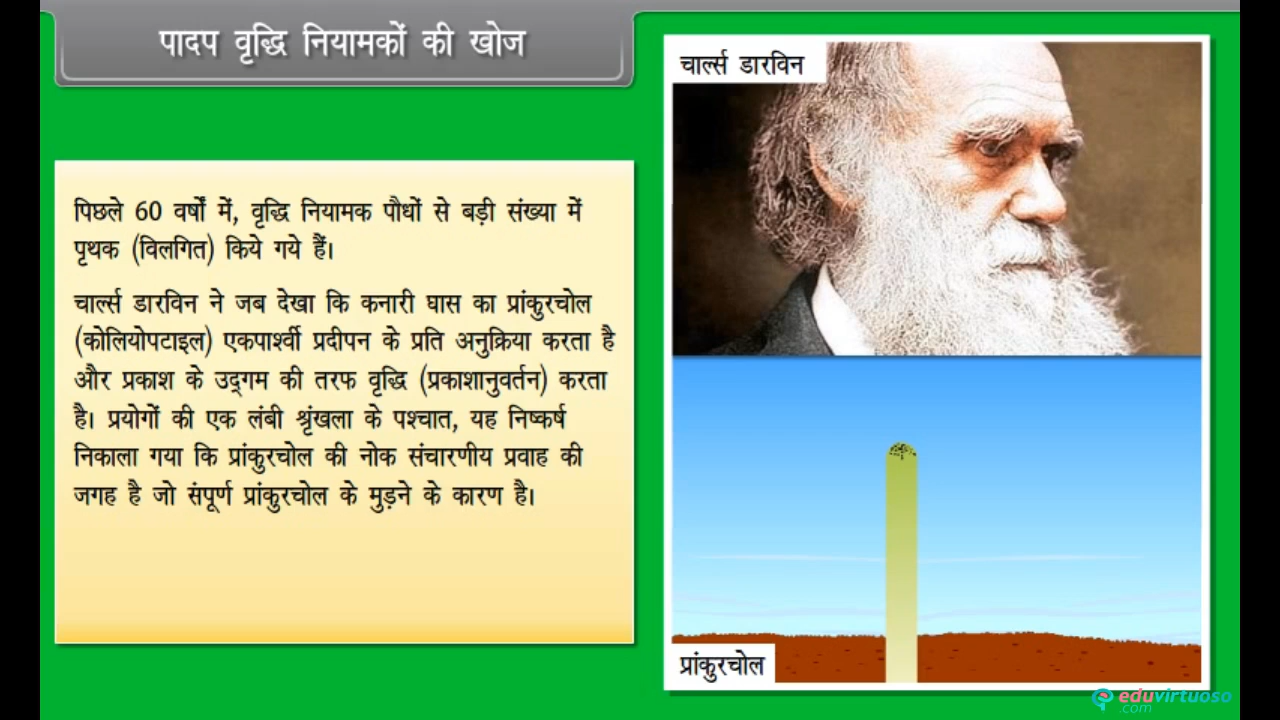 पादप वृद्धि नियामकों की खोज
पिछले 60 वर्षों में, वृद्धि नियामक पौधों से बड़ी संख्या में
पृथक (विलगित) किये गये हैं।
चार्ल्स डारविन ने जब देखा कि कनारी घास का प्रांकुरचोल
(कोलियोपटाइल) एकपार्श्वी प्रदीपन के प्रति अनुक्रिया करता है
और प्रकाश के उद्‌गम की तरफ वृद्धि (प्रकाशानुवर्तन) करता
है। प्रयोगों की एक लंबी श्रृंखला के पश्चात, यह निष्कर्ष
निकाला गया कि प्रांकुरचोल की नोक संचारणीय प्रवाह की
जगह है जो संपूर्ण प्रांकुरचोल के मुड़ने के कारण है।
चार्ल्स डारविन
प्रांकुरचोल
eduvirtuoso
.com